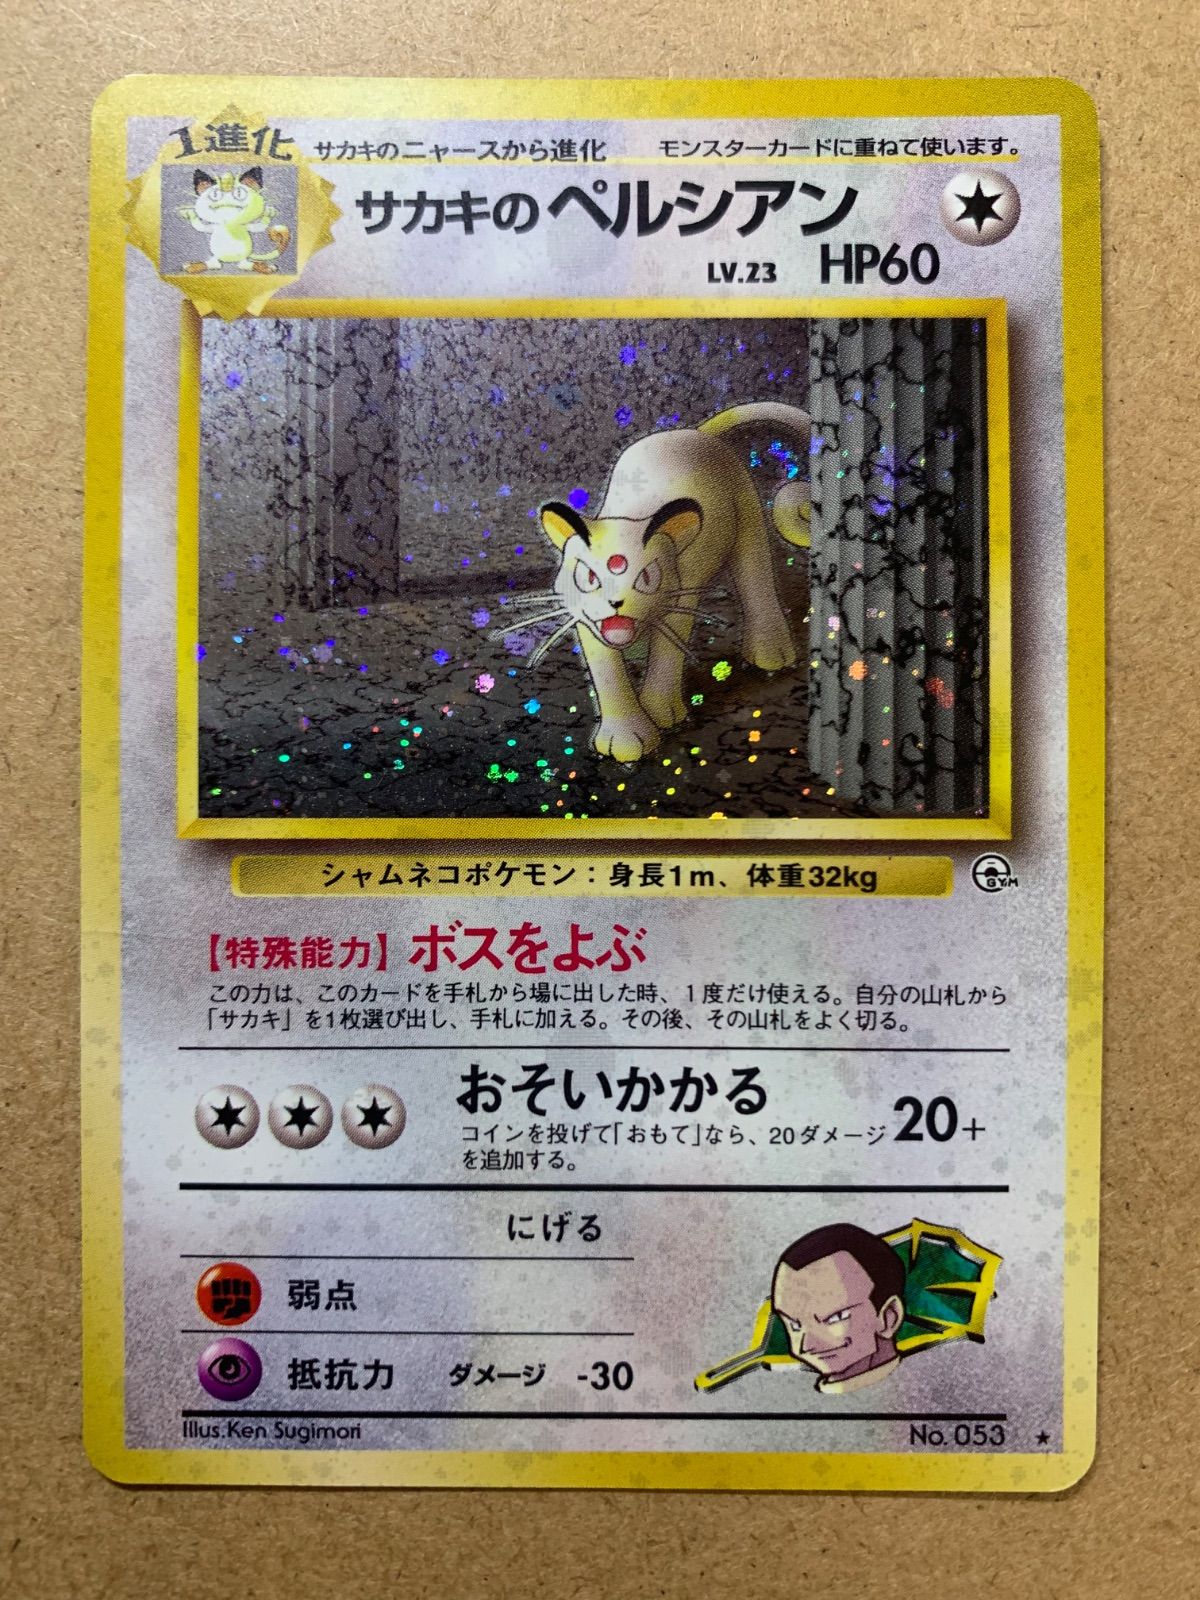 1進化
サカキのニャースから進化
モンスターカードに重ねて使います。
サカキのペルシアン
LV.23 HP60
シャムネコポケモン：身長1m、体重32kg
GYM
【特殊能力】ボスをよぶ
この力は、このカードを手札から場に出した時、1度だけ使える。自分の山札から
「サカキ」を1枚選び出し、手札に加える。その後、その山札をよく切る。
おそいかかる
コインを投げて「おもて」なら、20ダメージ
を追加する。
20+
にげる
弱点
抵抗力 ダメージ -30
Illus.Ken Sugimori
No.053 ★